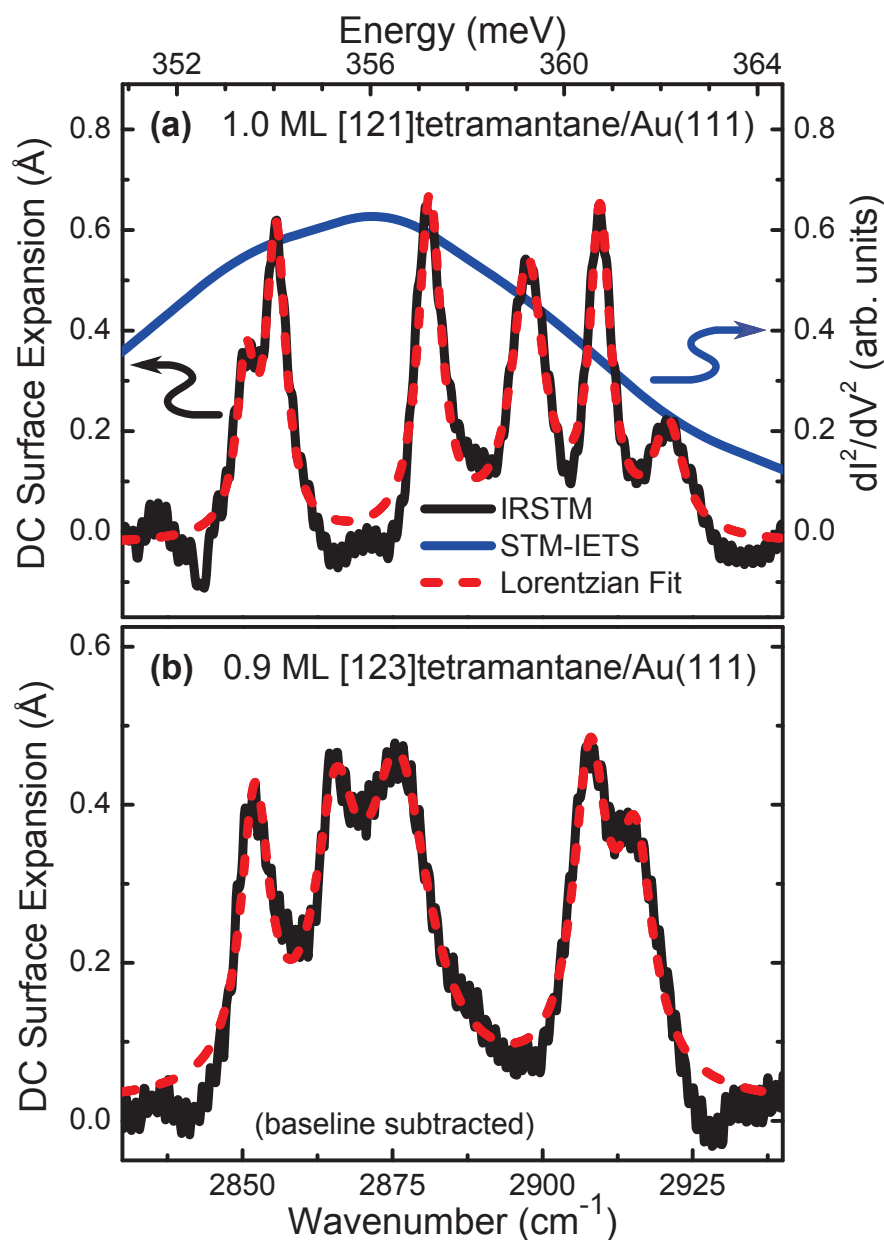 Energy (meV)
352 356 360 364
(a) 1.0 ML [121]tetramantane/Au(111)
DC Surface Expansion (Å)
0.8
0.6
0.4
0.2
0.0
0.8
0.6
0.4
0.2
0.0
dI²/dV² (arb. units)
IRSTM
STM-IETS
Lorentzian Fit
(b) 0.9 ML [123]tetramantane/Au(111)
DC Surface Expansion (Å)
0.6
0.4
0.2
0.0
(baseline subtracted)
2850 2875 2900 2925
Wavenumber (cm⁻¹)